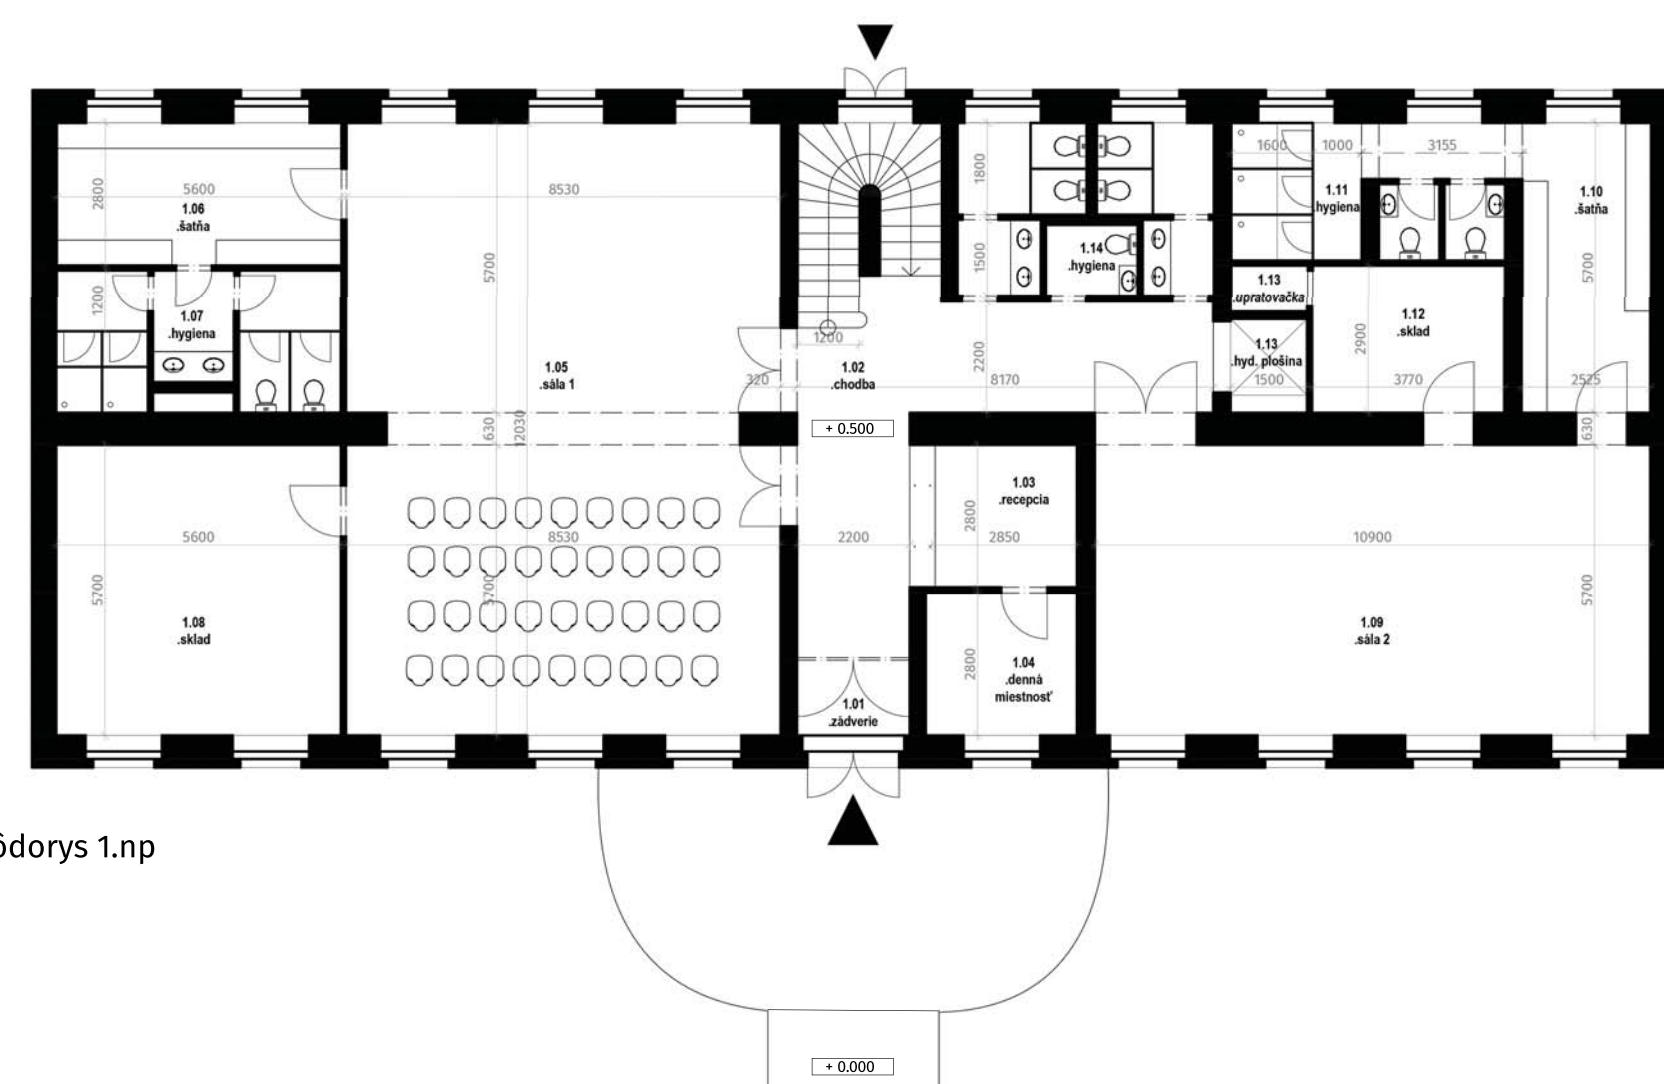 1800
1600
1000
3155
2800
5600
1.06
.šatňa
8530
1.11
.hygiena
1.10
.šatňa
5700
1500
1.14
.hygiena
5700
1200
1.07
.hygiena
1.13
.upratovačka
1.12
.sklad
1200
2200
1.13
.hyd. plošina
2900
1.05
.sála 1
320
1.02
.chodba
8170
1500
3770
2525
630
12030
+ 0.500
630
1.03
.recepcia
2800
5600
8530
2200
2850
10900
5700
5700
5700
1.08
.sklad
1.09
.sála 2
2800
1.04
.denná
miestnosť
1.01
.zádverie
ôdorys 1.np
+ 0.000